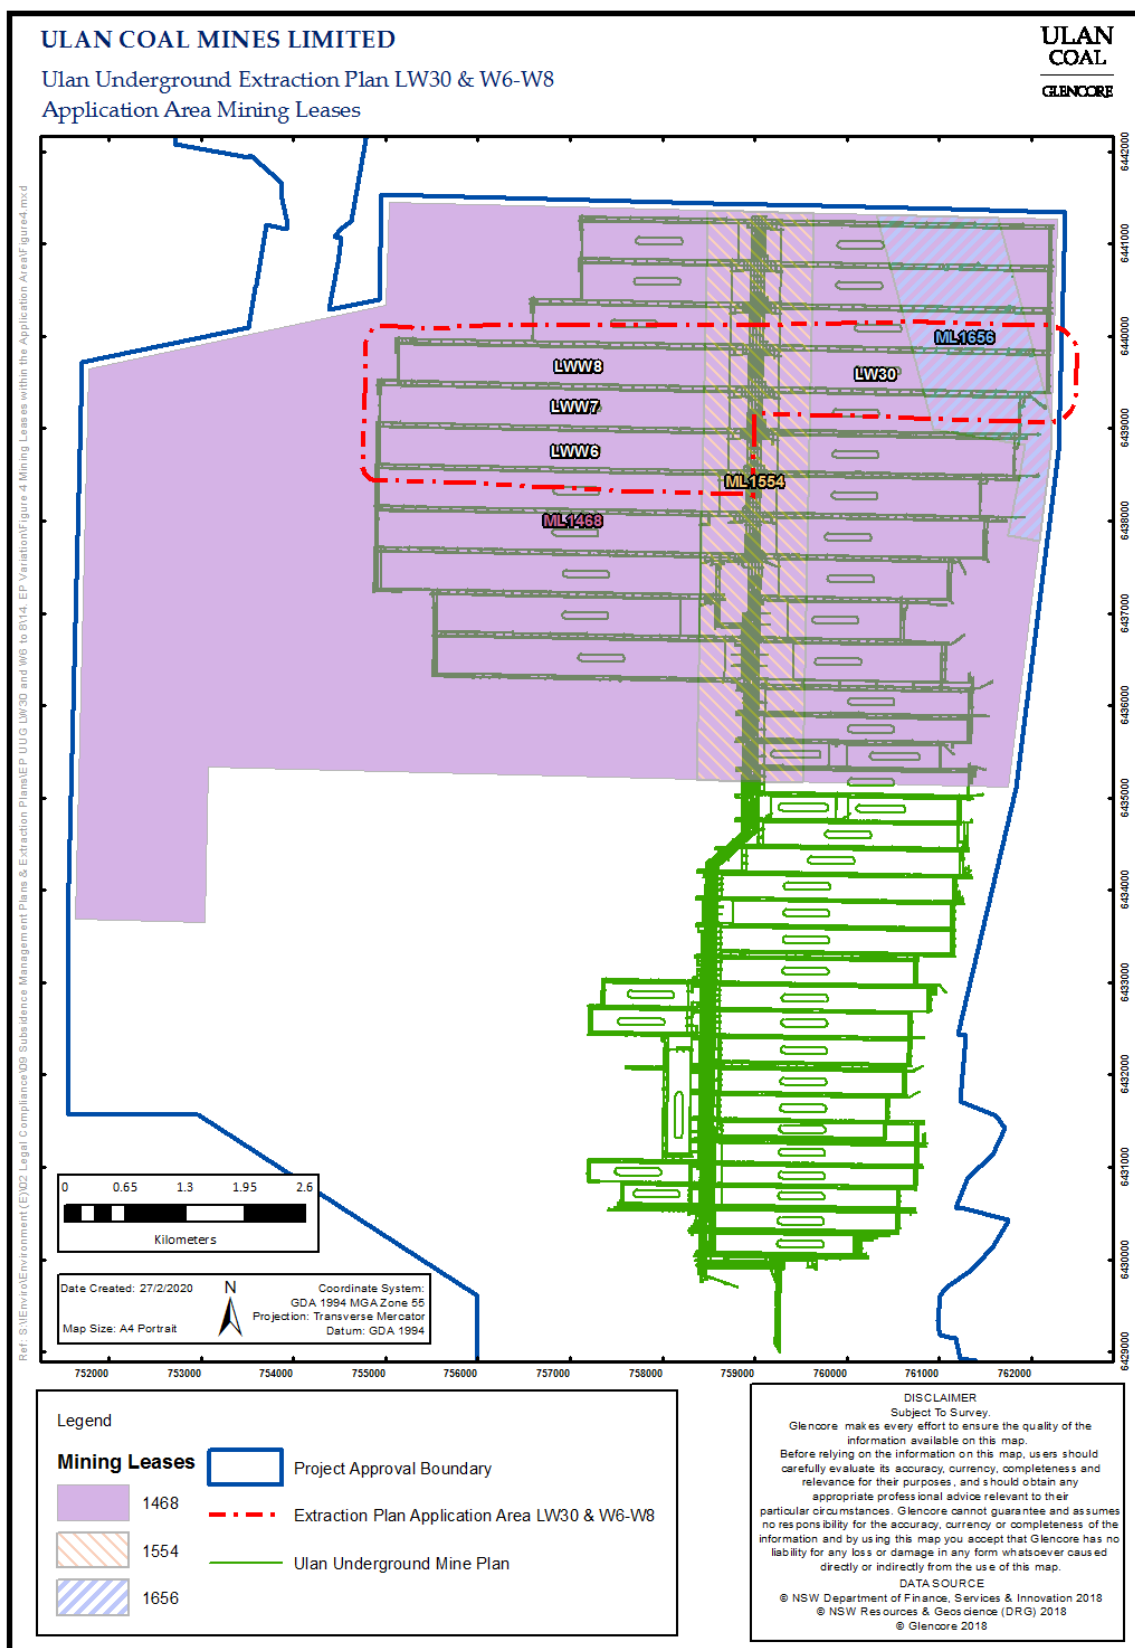 ULAN COAL MINES LIMITED
Ulan Underground Extraction Plan LW30 & W6-W8
Application Area Mining Leases
ULAN
COAL
GLENCORE
6442000
6441000
6440000
6439000
6438000
6437000
6436000
6435000
6434000
6433000
6432000
6431000
6430000
6429000
ML1656
LWW8
LW30
LWW7
LWW6
ML1554
ML1468
0 0.65 1.3 1.95 2.6
Kilometers
Date Created: 27/2/2020
Map Size: A4 Portrait
N
Coordinate System:
GDA 1994 MGA Zone 55
Projection: Transverse Mercator
Datum: GDA 1994
752000 753000 754000 755000 756000 757000 758000 759000 760000 761000 762000
Legend
Mining Leases
1468
1554
1656
Project Approval Boundary
Extraction Plan Application Area LW30 & W6-W8
Ulan Underground Mine Plan
DISCLAIMER
Subject To Survey.
Glencore makes every effort to ensure the quality of the
information available on this map.
Before relying on the information on this map, users should
carefully evaluate its accuracy, currency, completeness and
relevance for their purposes, and should obtain any
appropriate professional advice relevant to their
particular circumstances. Glencore cannot guarantee and assumes
no responsibility for the accuracy, currency or completeness of the
information and by using this map you accept that Glencore has no
liability for any loss or damage in any form whatsoever caused
directly or indirectly from the use of this map.
DATA SOURCE
© NSW Department of Finance, Services & Innovation 2018
© NSW Resources & Geoscience (DRG) 2018
© Glencore 2018